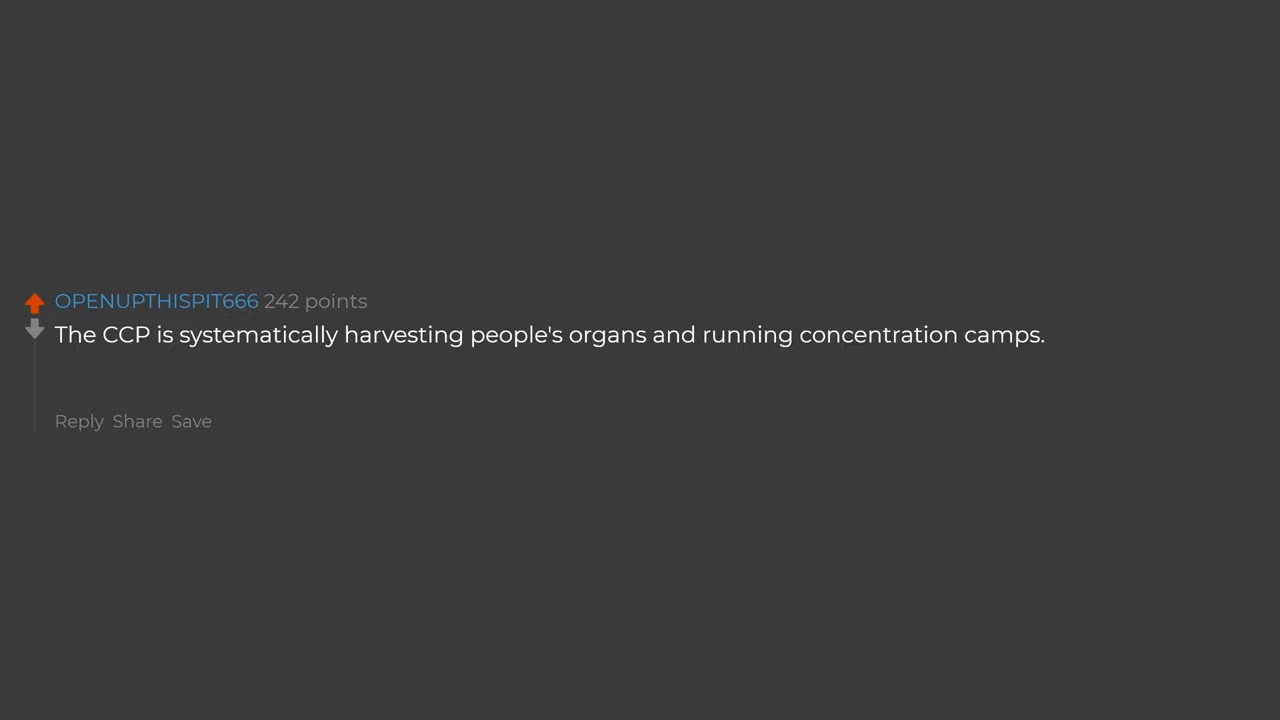 OPENUPTHISPIT666 242 points
The CCP is systematically harvesting people's organs and running concentration camps.
Reply Share Save